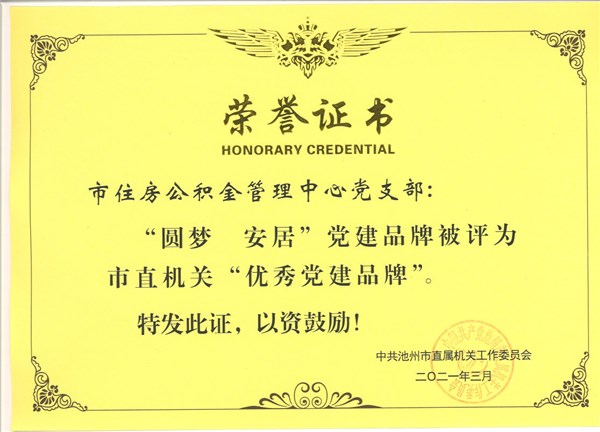 荣誉证书
HONORARY CREDENTIAL
市住房公积金管理中心党支部：
“圆梦 安居”党建品牌被评为
市直机关“优秀党建品牌”。
特发此证，以资鼓励！
中共池州市直属机关工作委员会
二〇二一年三月